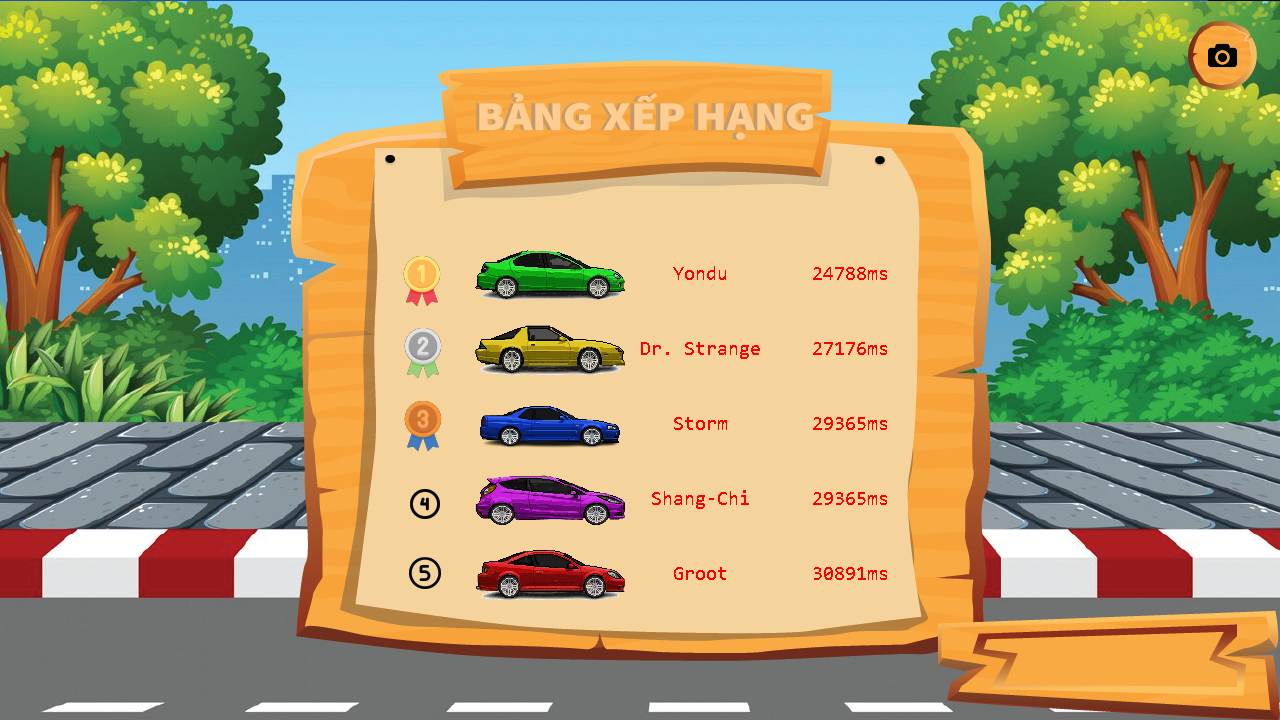 BẢNG XẾP HẠNG
1 Yondu 24788ms
2 Dr. Strange 27176ms
3 Storm 29365ms
4 Shang-Chi 29365ms
5 Groot 30891ms